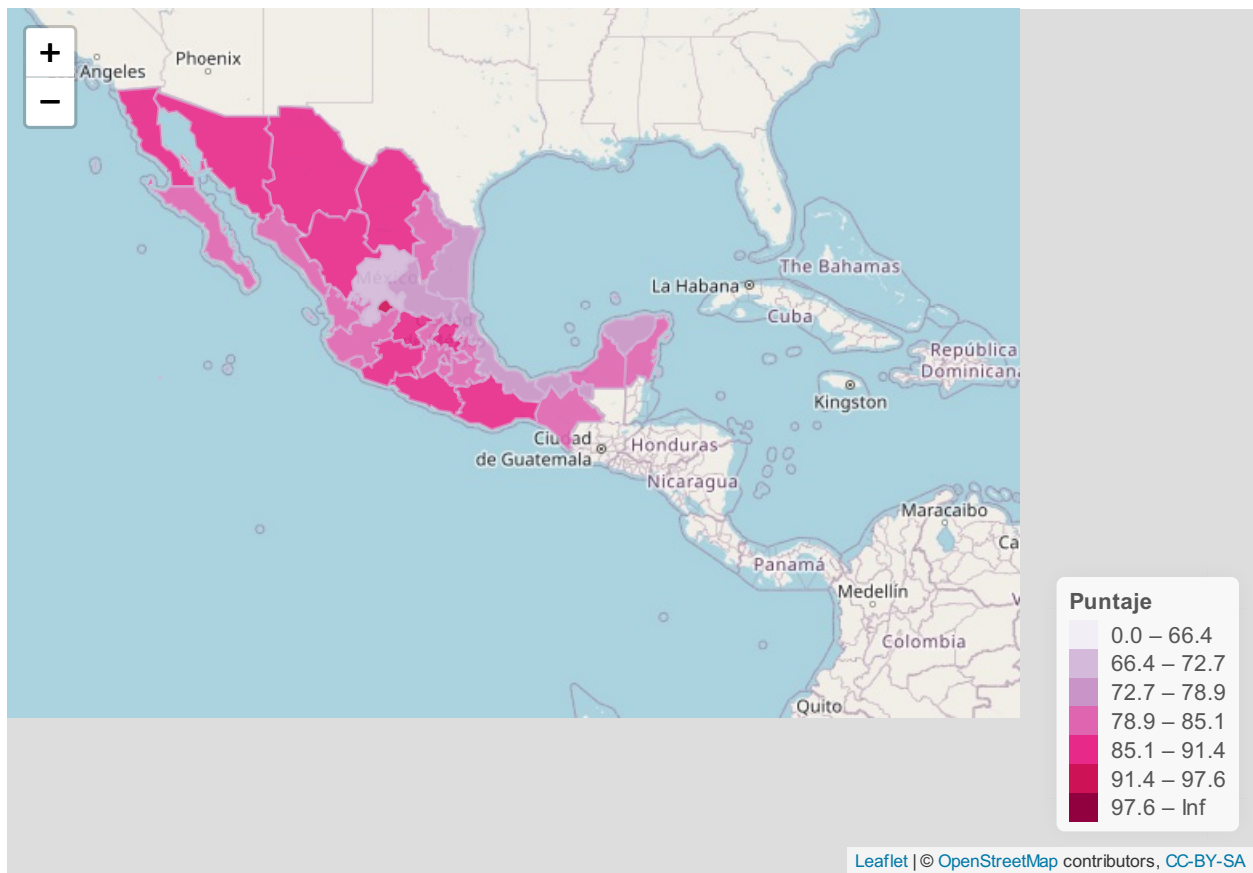 +
−
Phoenix
Angeles
The Bahamas
La Habana
Cuba
República
Dominicana
Kingston
México
Ciudad
de Guatemala
Honduras
Nicaragua
Maracaibo
Ca
Panamá
Medellín
V
Colombia
Quito
Puntaje
0.0 – 66.4
66.4 – 72.7
72.7 – 78.9
78.9 – 85.1
85.1 – 91.4
91.4 – 97.6
97.6 – Inf
Leaflet | © OpenStreetMap contributors, CC-BY-SA